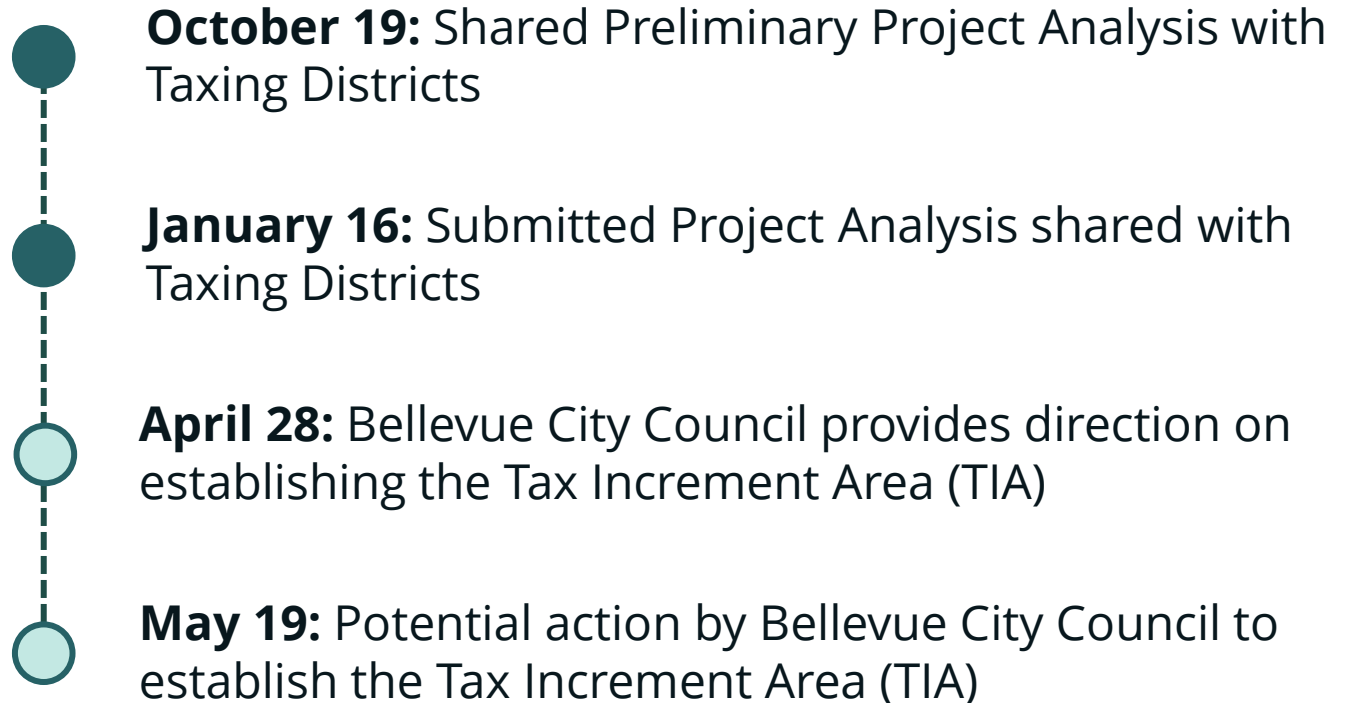 October 19: Shared Preliminary Project Analysis with
Taxing Districts
January 16: Submitted Project Analysis shared with
Taxing Districts
April 28: Bellevue City Council provides direction on
establishing the Tax Increment Area (TIA)
May 19: Potential action by Bellevue City Council to
establish the Tax Increment Area (TIA)